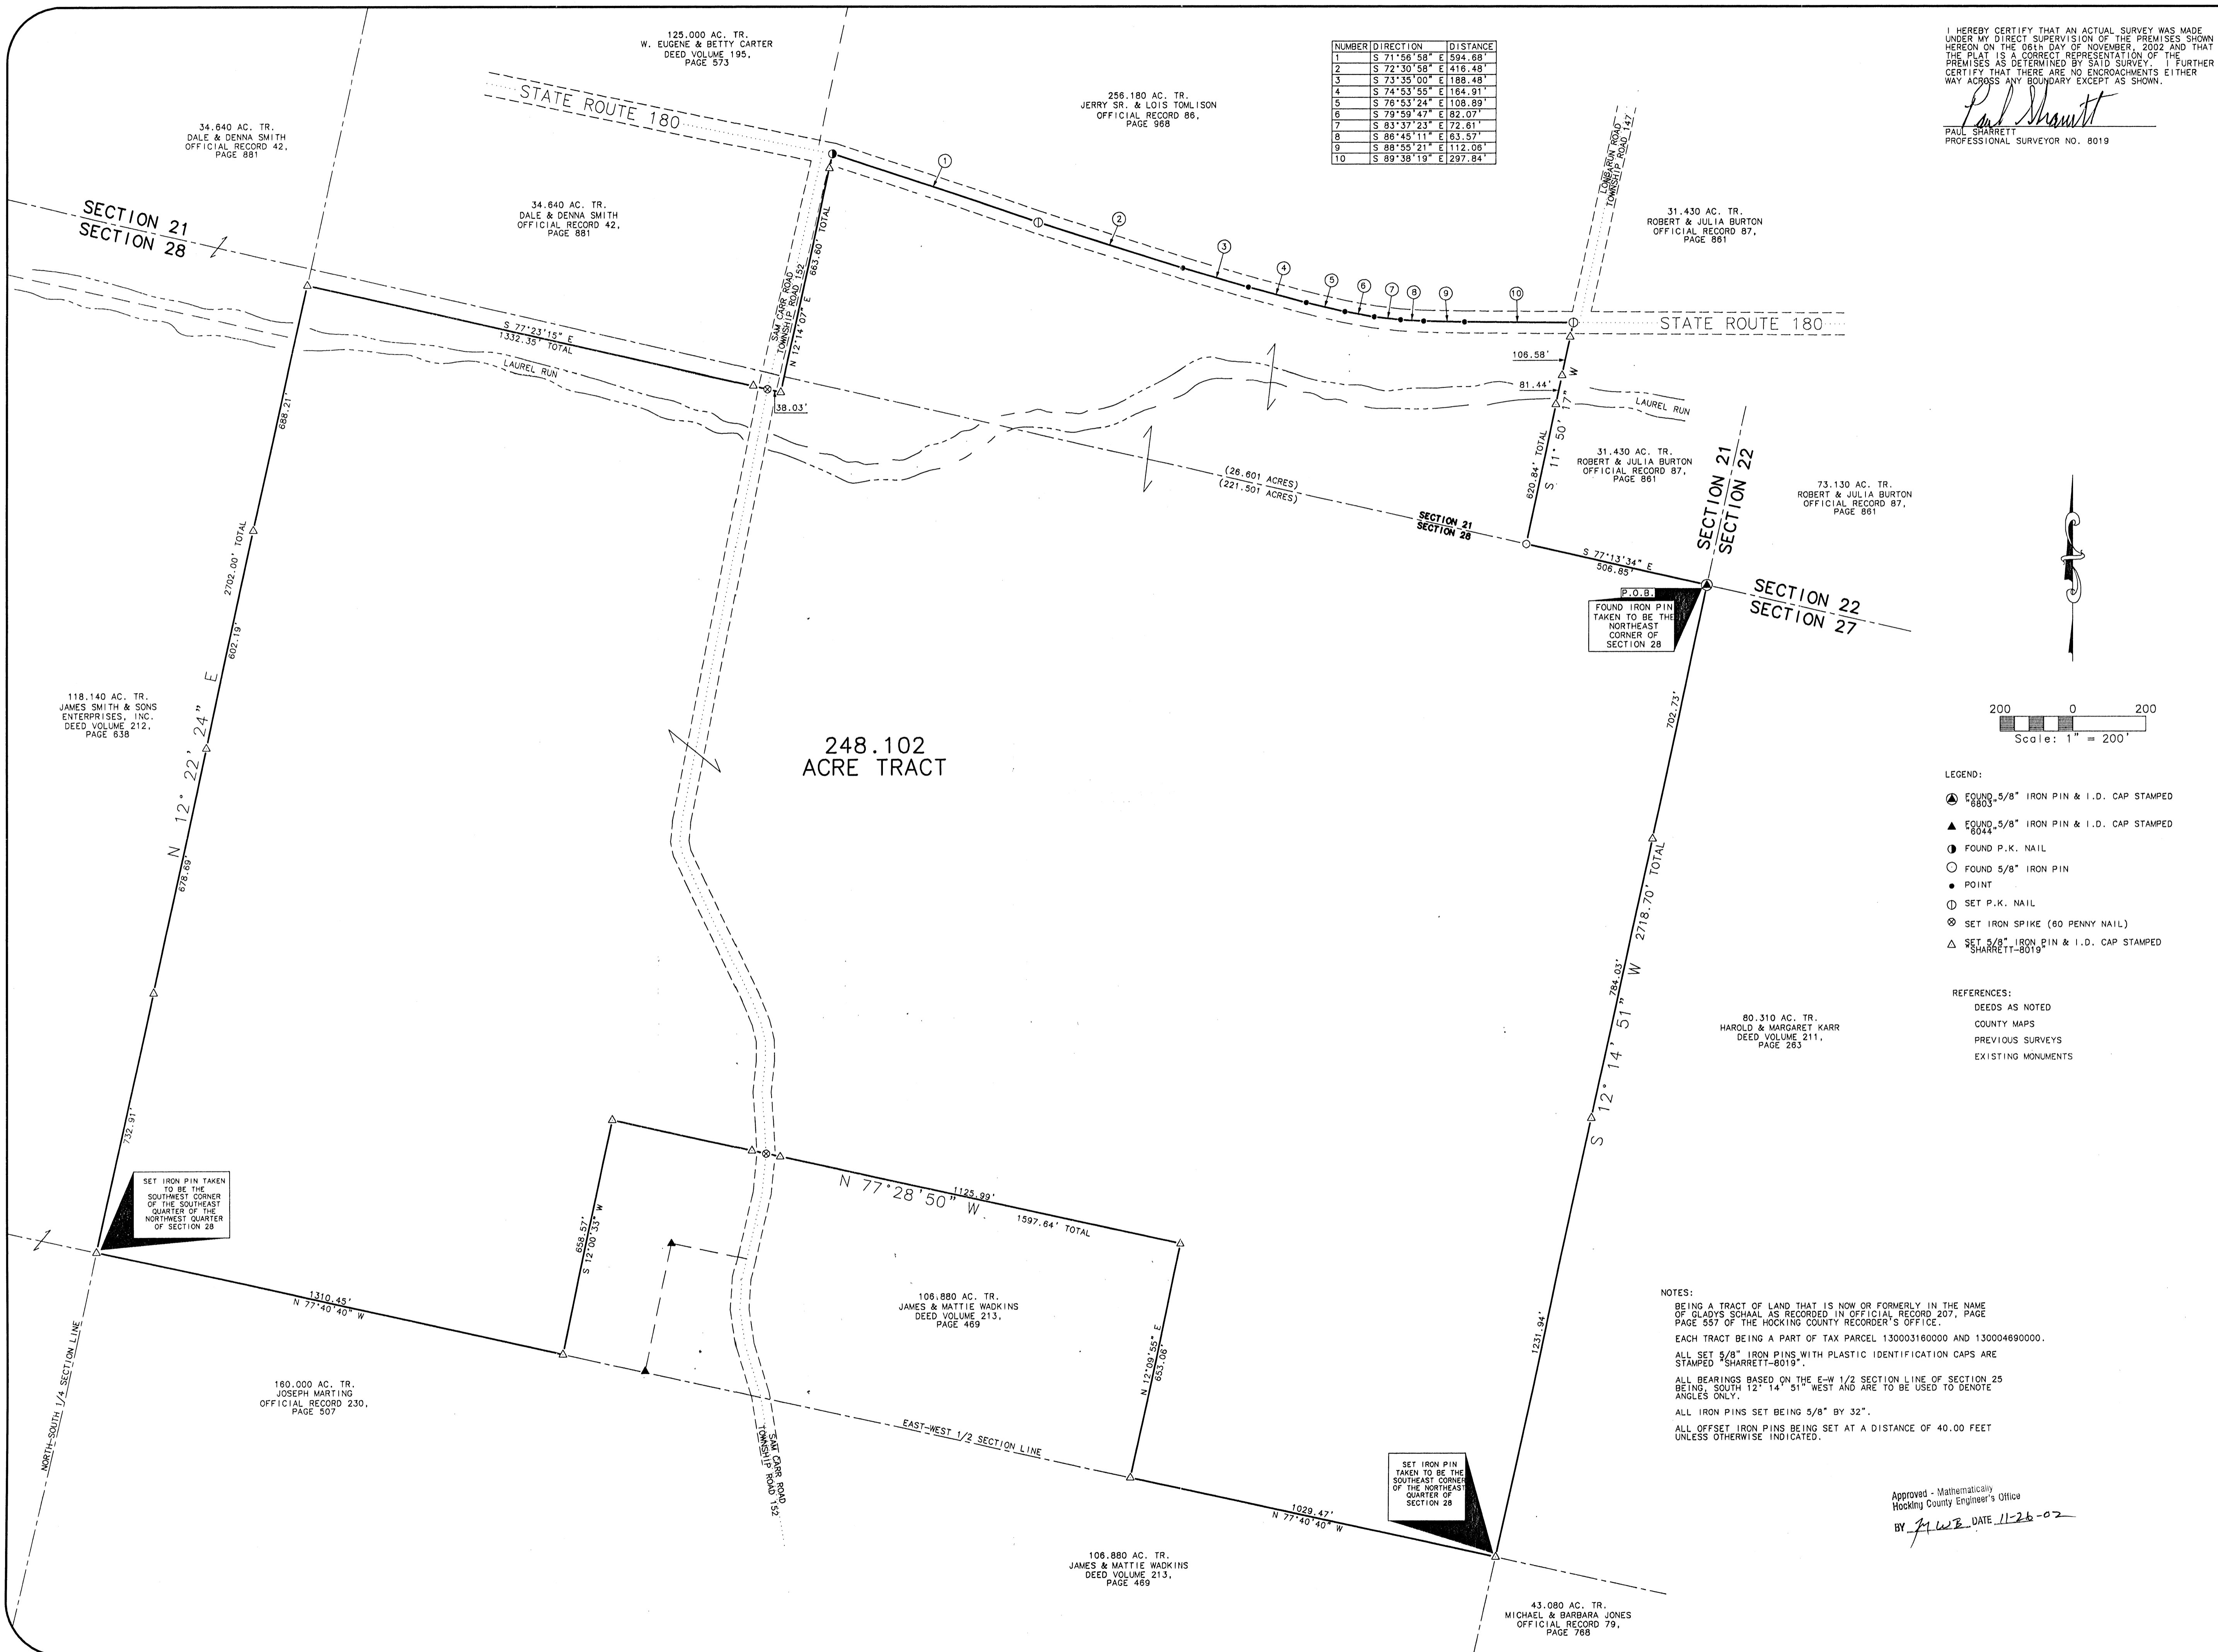 125.000 AC. TR.
W. EUGENE & BETTY CARTER
DEED VOLUME 195,
PAGE 573
STATE ROUTE 180
34.640 AC. TR.
DALE & DENNA SMITH
OFFICIAL RECORD 42,
PAGE 881
256.180 AC. TR.
JERRY SR. & LOIS TOMLISON
OFFICIAL RECORD 86,
PAGE 968
NUMBER DIRECTION DISTANCE
1 S 71°56'58" E 594.68'
2 S 72°30'58" E 416.48'
3 S 73°35'00" E 188.48'
4 S 74°53'55" E 164.91'
5 S 76°53'24" E 108.89'
6 S 79°59'47" E 82.07'
7 S 83°37'23" E 72.61'
8 S 86°45'11" E 63.57'
9 S 88°55'21" E 112.06'
10 S 89°38'19" E 297.84'
I HEREBY CERTIFY THAT AN ACTUAL SURVEY WAS MADE
UNDER MY DIRECT SUPERVISION OF THE PREMISES SHOWN
HEREON ON THE 06th DAY OF NOVEMBER, 2002 AND THAT
THE PLAT IS A CORRECT REPRESENTATION OF THE
PREMISES AS DETERMINED BY SAID SURVEY. I FURTHER
CERTIFY THAT THERE ARE NO ENCROACHMENTS EITHER
WAY ACROSS ANY BOUNDARY EXCEPT AS SHOWN.
Paul Sharrett
PAUL SHARRETT
PROFESSIONAL SURVEYOR NO. 8019
34.640 AC. TR.
DALE & DENNA SMITH
OFFICIAL RECORD 42,
PAGE 881
SECTION 21
SECTION 28
TOWNSHIP ROAD 147
31.430 AC. TR.
ROBERT & JULIA BURTON
OFFICIAL RECORD 87,
PAGE 861
1
2
3
4
5
6
7
8
9
10
STATE ROUTE 180
SAM CARR ROAD
TOWNSHIP ROAD 152
663.60' TOTAL
N 12°14'07" E
S 77°23'15" E
1332.35' TOTAL
38.03'
LAUREL RUN
688.21'
106.58'
81.44'
LAUREL RUN
620.84' TOTAL
S 11° 50' 17" W
31.430 AC. TR.
ROBERT & JULIA BURTON
OFFICIAL RECORD 87,
PAGE 861
SECTION 21
SECTION 22
73.130 AC. TR.
ROBERT & JULIA BURTON
OFFICIAL RECORD 87,
PAGE 861
(26.601 ACRES)
(221.501 ACRES)
SECTION 21
SECTION 28
S 77°13'34" E
506.85'
SECTION 22
SECTION 27
P.O.B.
FOUND IRON PIN
TAKEN TO BE THE
NORTHEAST
CORNER OF
SECTION 28
2702.00' TOTAL
602.19'
N 12° 22' 24" E
678.69'
732.91'
118.140 AC. TR.
JAMES SMITH & SONS
ENTERPRISES, INC.
DEED VOLUME 212,
PAGE 638
248.102
ACRE TRACT
702.73'
2718.70' TOTAL
784.03'
S 12° 14' 51" W
1231.94'
200 0 200
Scale: 1" = 200'
LEGEND:
FOUND 5/8" IRON PIN & I.D. CAP STAMPED
"6803"
FOUND 5/8" IRON PIN & I.D. CAP STAMPED
"6044"
FOUND P.K. NAIL
FOUND 5/8" IRON PIN
POINT
SET P.K. NAIL
SET IRON SPIKE (60 PENNY NAIL)
SET 5/8" IRON PIN & I.D. CAP STAMPED
"SHARRETT-8019"
REFERENCES:
DEEDS AS NOTED
COUNTY MAPS
PREVIOUS SURVEYS
EXISTING MONUMENTS
80.310 AC. TR.
HAROLD & MARGARET KARR
DEED VOLUME 211,
PAGE 263
SET IRON PIN TAKEN
TO BE THE
SOUTHWEST CORNER
OF THE SOUTHEAST
QUARTER OF THE
NORTHWEST QUARTER
OF SECTION 28
658.57'
S 12°00'33" W
N 77°28'50" W
1125.99'
1597.64' TOTAL
1310.45'
N 77°40'40" W
106.880 AC. TR.
JAMES & MATTIE WADKINS
DEED VOLUME 213,
PAGE 469
N 12°09'55" E
653.06'
NORTH-SOUTH 1/4 SECTION LINE
160.000 AC. TR.
JOSEPH MARTING
OFFICIAL RECORD 230,
PAGE 507
SAM CARR ROAD
TOWNSHIP ROAD 152
EAST-WEST 1/2 SECTION LINE
SET IRON PIN
TAKEN TO BE THE
SOUTHEAST CORNER
OF THE NORTHEAST
QUARTER OF
SECTION 28
1029.47'
N 77°40'40" W
106.880 AC. TR.
JAMES & MATTIE WADKINS
DEED VOLUME 213,
PAGE 469
43.080 AC. TR.
MICHAEL & BARBARA JONES
OFFICIAL RECORD 79,
PAGE 768
NOTES:
BEING A TRACT OF LAND THAT IS NOW OR FORMERLY IN THE NAME
OF GLADYS SCHAAL AS RECORDED IN OFFICIAL RECORD 207, PAGE
PAGE 557 OF THE HOCKING COUNTY RECORDER'S OFFICE.
EACH TRACT BEING A PART OF TAX PARCEL 130003160000 AND 130004690000.
ALL SET 5/8" IRON PINS WITH PLASTIC IDENTIFICATION CAPS ARE
STAMPED "SHARRETT-8019".
ALL BEARINGS BASED ON THE E-W 1/2 SECTION LINE OF SECTION 25
BEING, SOUTH 12° 14' 51" WEST AND ARE TO BE USED TO DENOTE
ANGLES ONLY.
ALL IRON PINS SET BEING 5/8" BY 32".
ALL OFFSET IRON PINS BEING SET AT A DISTANCE OF 40.00 FEET
UNLESS OTHERWISE INDICATED.
Approved - Mathematically
Hocking County Engineer's Office
BY DATE 11-26-02